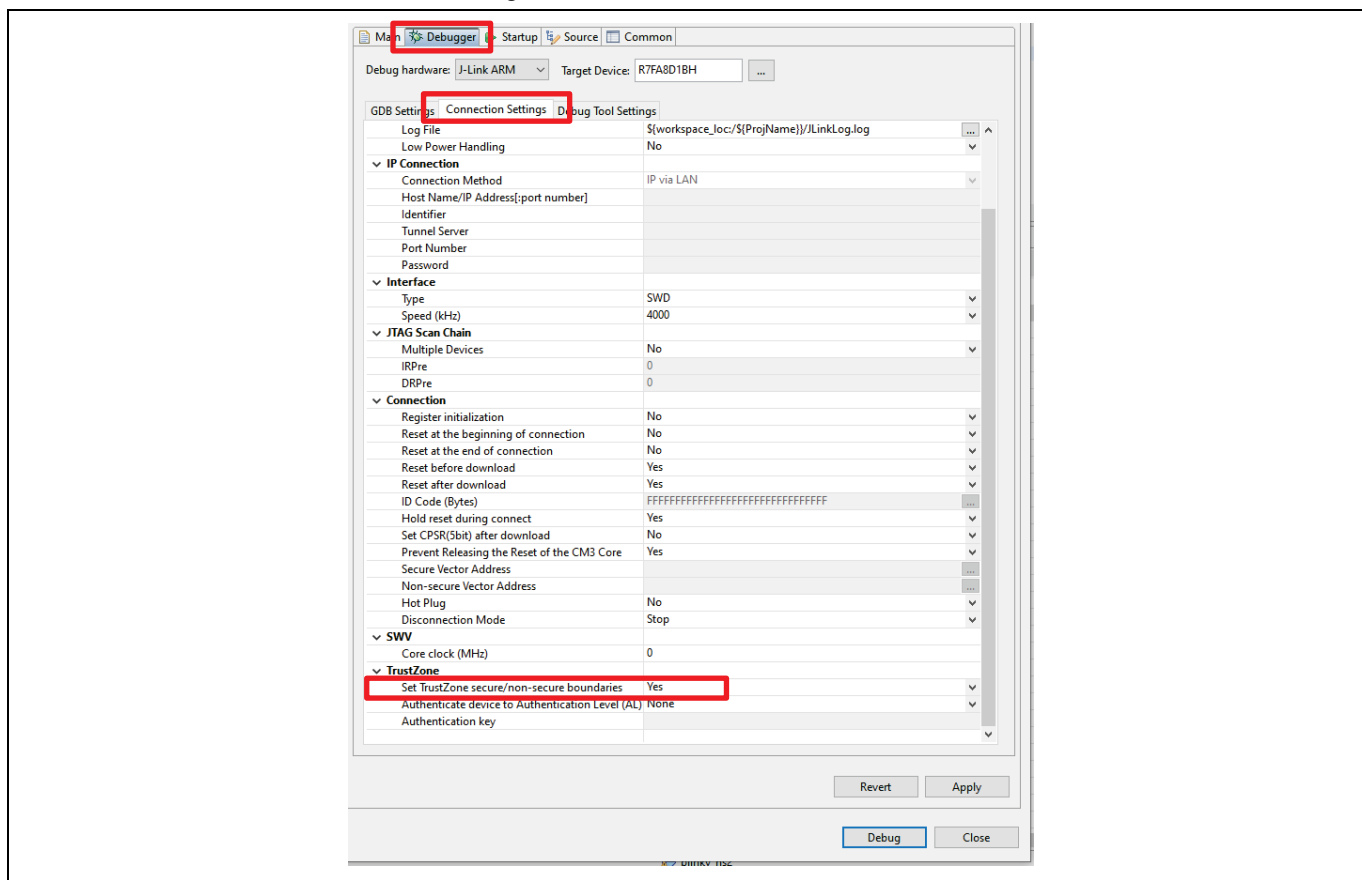 Main Debugger Startup Source Common
Debug hardware: J-Link ARM Target Device: R7FA8D1BH ...
GDB Settings Connection Settings Debug Tool Settings
Log File ${workspace_loc:/${ProjName}}/JLinkLog.log ...
Low Power Handling No
IP Connection
Connection Method IP via LAN
Host Name/IP Address[:port number]
Identifier
Tunnel Server
Port Number
Password
Interface
Type SWD
Speed (kHz) 4000
JTAG Scan Chain
Multiple Devices No
IRPre 0
DRPre 0
Connection
Register initialization No
Reset at the beginning of connection No
Reset at the end of connection No
Reset before download Yes
Reset after download Yes
ID Code (Bytes) FFFFFFFFFFFFFFFFFFFFFFFFFFFFFFFF ...
Hold reset during connect Yes
Set CPSR(5bit) after download No
Prevent Releasing the Reset of the CM3 Core Yes
Secure Vector Address ...
Non-secure Vector Address ...
Hot Plug No
Disconnection Mode Stop
SWV
Core clock (MHz) 0
TrustZone
Set TrustZone secure/non-secure boundaries Yes
Authenticate device to Authentication Level (AL) None
Authentication key
Revert Apply
Debug Close